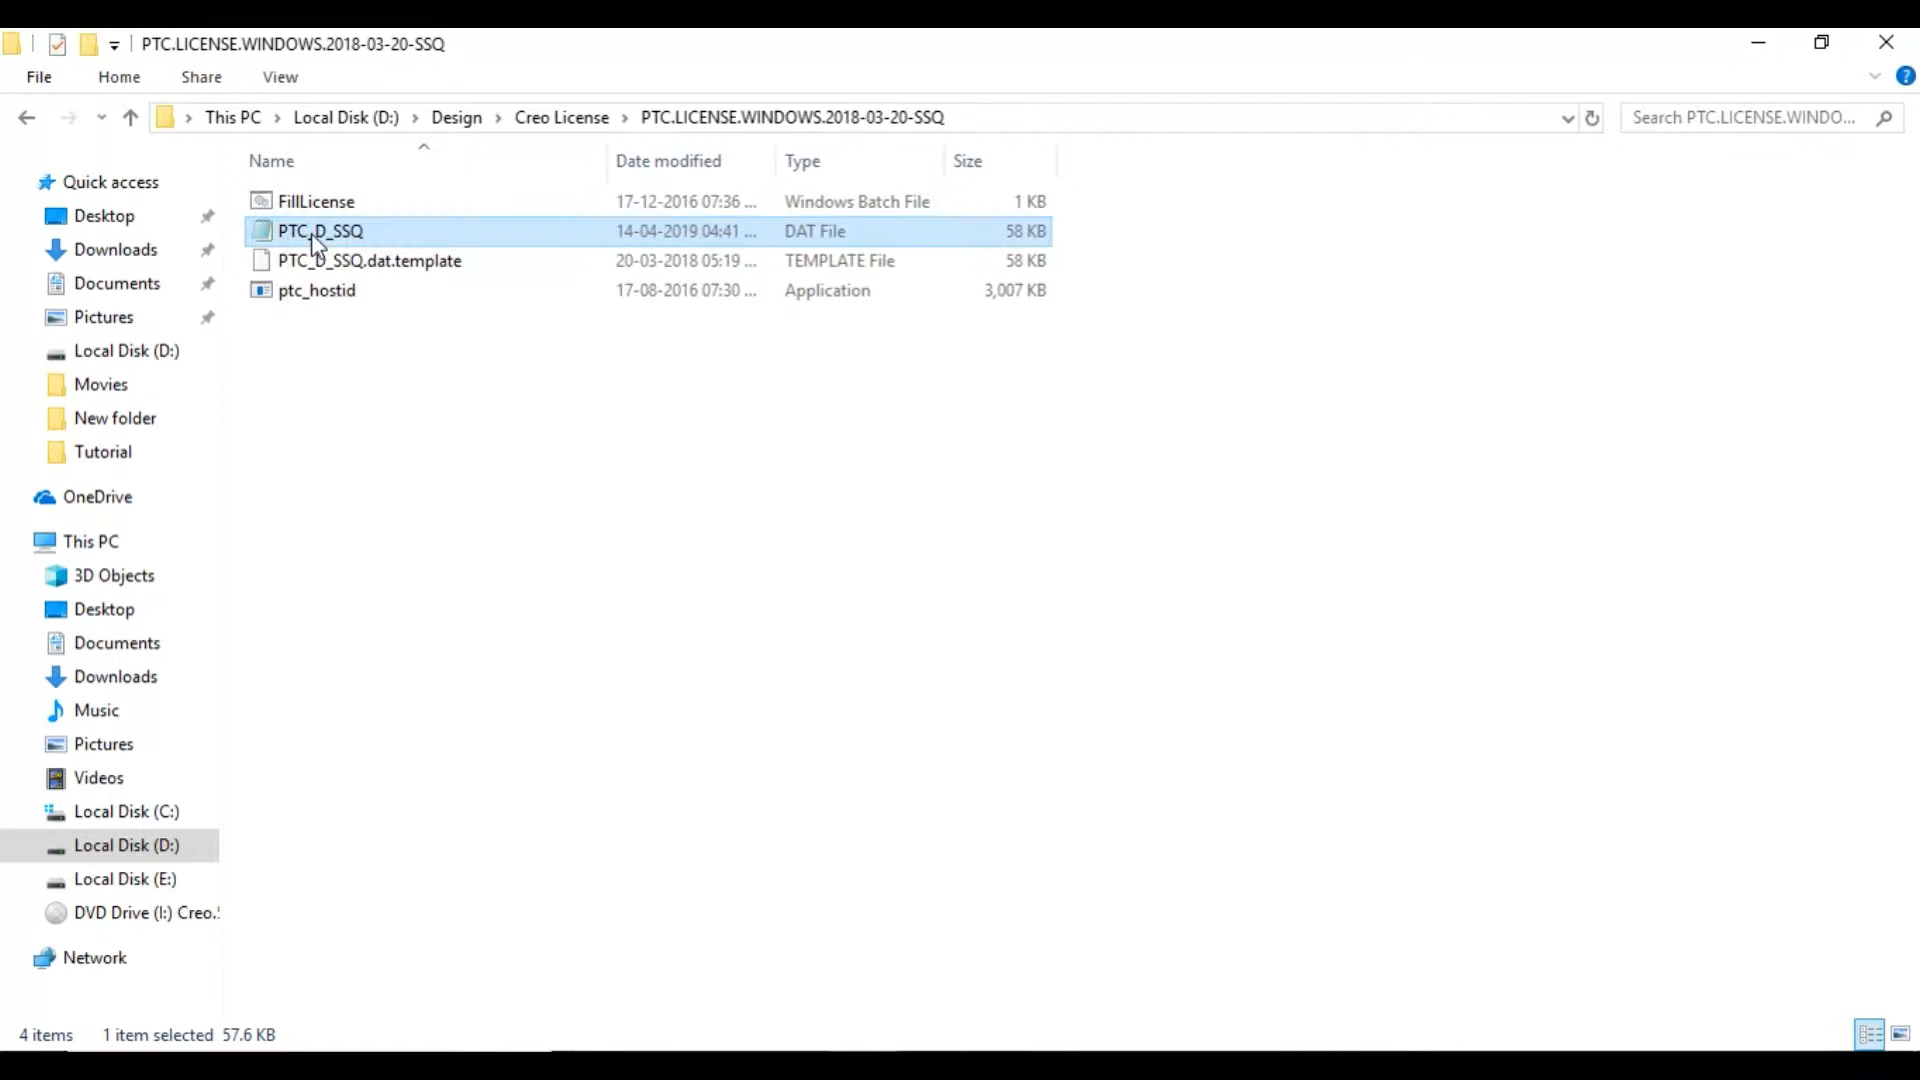 PTC.LICENSE.WINDOWS.2018-03-20-SSQ
File Home Share View
This PC Local Disk (D:) Design Creo License PTC.LICENSE.WINDOWS.2018-03-20-SSQ Search PTC.LICENSE.WINDO...
Name Date modified Type Size
FillLicense 17-12-2016 07:36 ... Windows Batch File 1 KB
PTC_D_SSQ 14-04-2019 04:41 ... DAT File 58 KB
PTC_D_SSQ.dat.template 20-03-2018 05:19 ... TEMPLATE File 58 KB
ptc_hostid 17-08-2016 07:30 ... Application 3,007 KB
Quick access
Desktop
Downloads
Documents
Pictures
Local Disk (D:)
Movies
New folder
Tutorial
OneDrive
This PC
3D Objects
Desktop
Documents
Downloads
Music
Pictures
Videos
Local Disk (C:)
Local Disk (D:)
Local Disk (E:)
DVD Drive (I:) Creo.
Network
4 items 1 item selected 57.6 KB